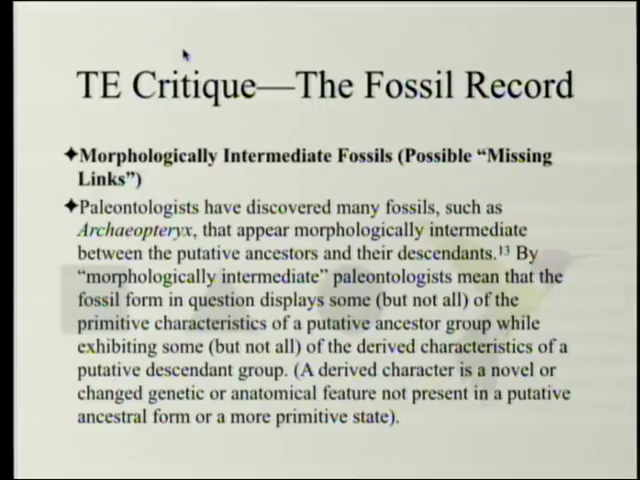 TE Critique—The Fossil Record
✦Morphologically Intermediate Fossils (Possible “Missing
Links”)
✦Paleontologists have discovered many fossils, such as
Archaeopteryx, that appear morphologically intermediate
between the putative ancestors and their descendants.¹³ By
“morphologically intermediate” paleontologists mean that the
fossil form in question displays some (but not all) of the
primitive characteristics of a putative ancestor group while
exhibiting some (but not all) of the derived characteristics of a
putative descendant group. (A derived character is a novel or
changed genetic or anatomical feature not present in a putative
ancestral form or a more primitive state).